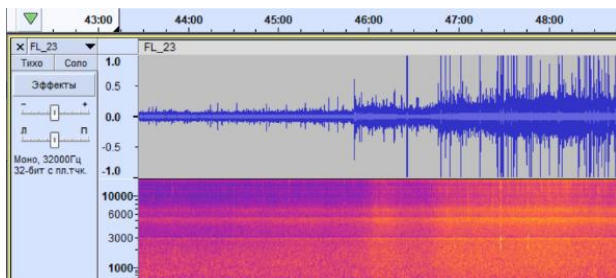 43:00 44:00 45:00 46:00 47:00 48:00
× FL_23 ▼ FL_23
Тихо Соло
Эффекты
- +
Л П
Моно, 32000Гц
32-бит с пл.тчк.
1.0
0.5
0.0
-0.5
-1.0
10000
6000
3000
1000